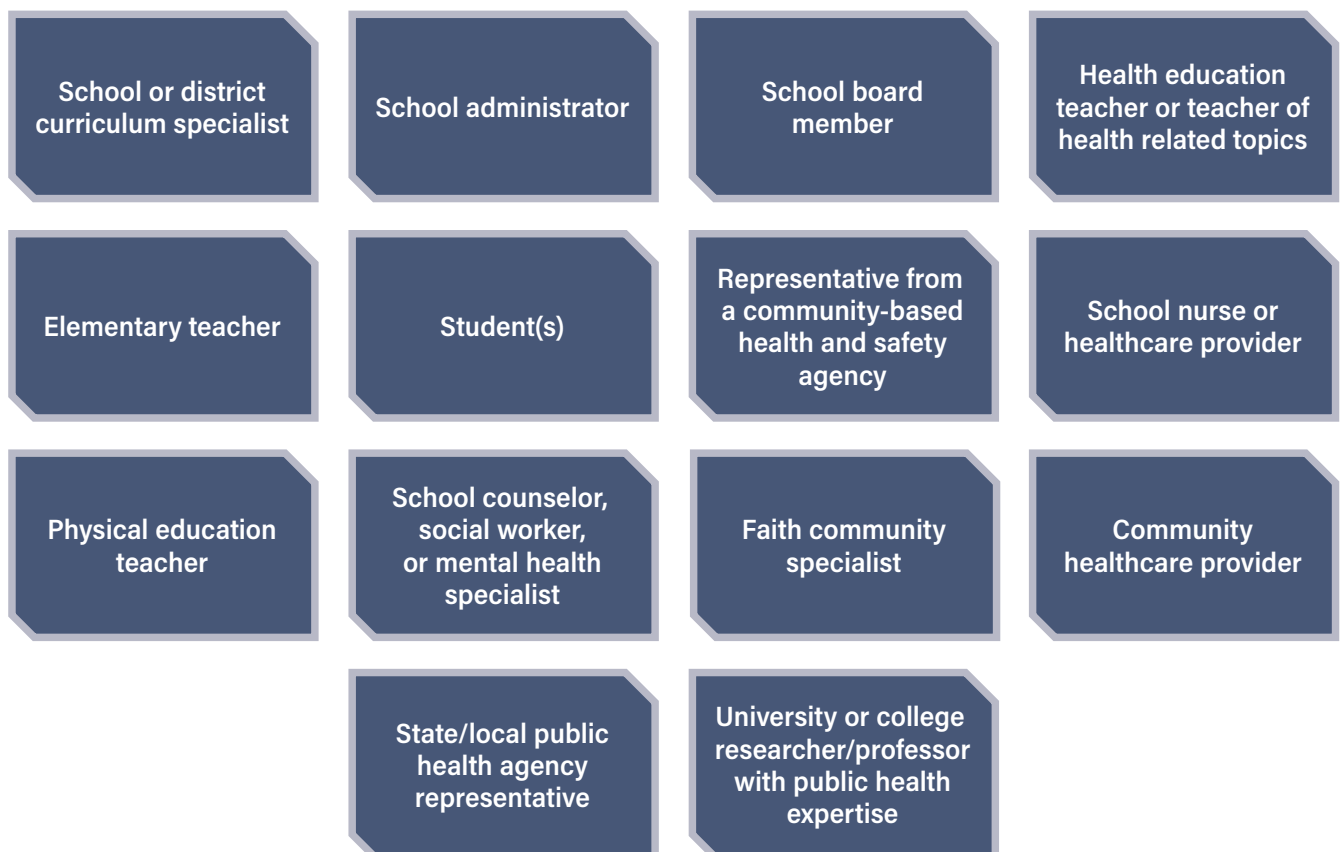 School or district
curriculum specialist
School administrator
School board
member
Health education
teacher or teacher of
health related topics
Elementary teacher
Student(s)
Representative from
a community-based
health and safety
agency
School nurse or
healthcare provider
Physical education
teacher
School counselor,
social worker,
or mental health
specialist
Faith community
specialist
Community
healthcare provider
State/local public
health agency
representative
University or college
researcher/professor
with public health
expertise